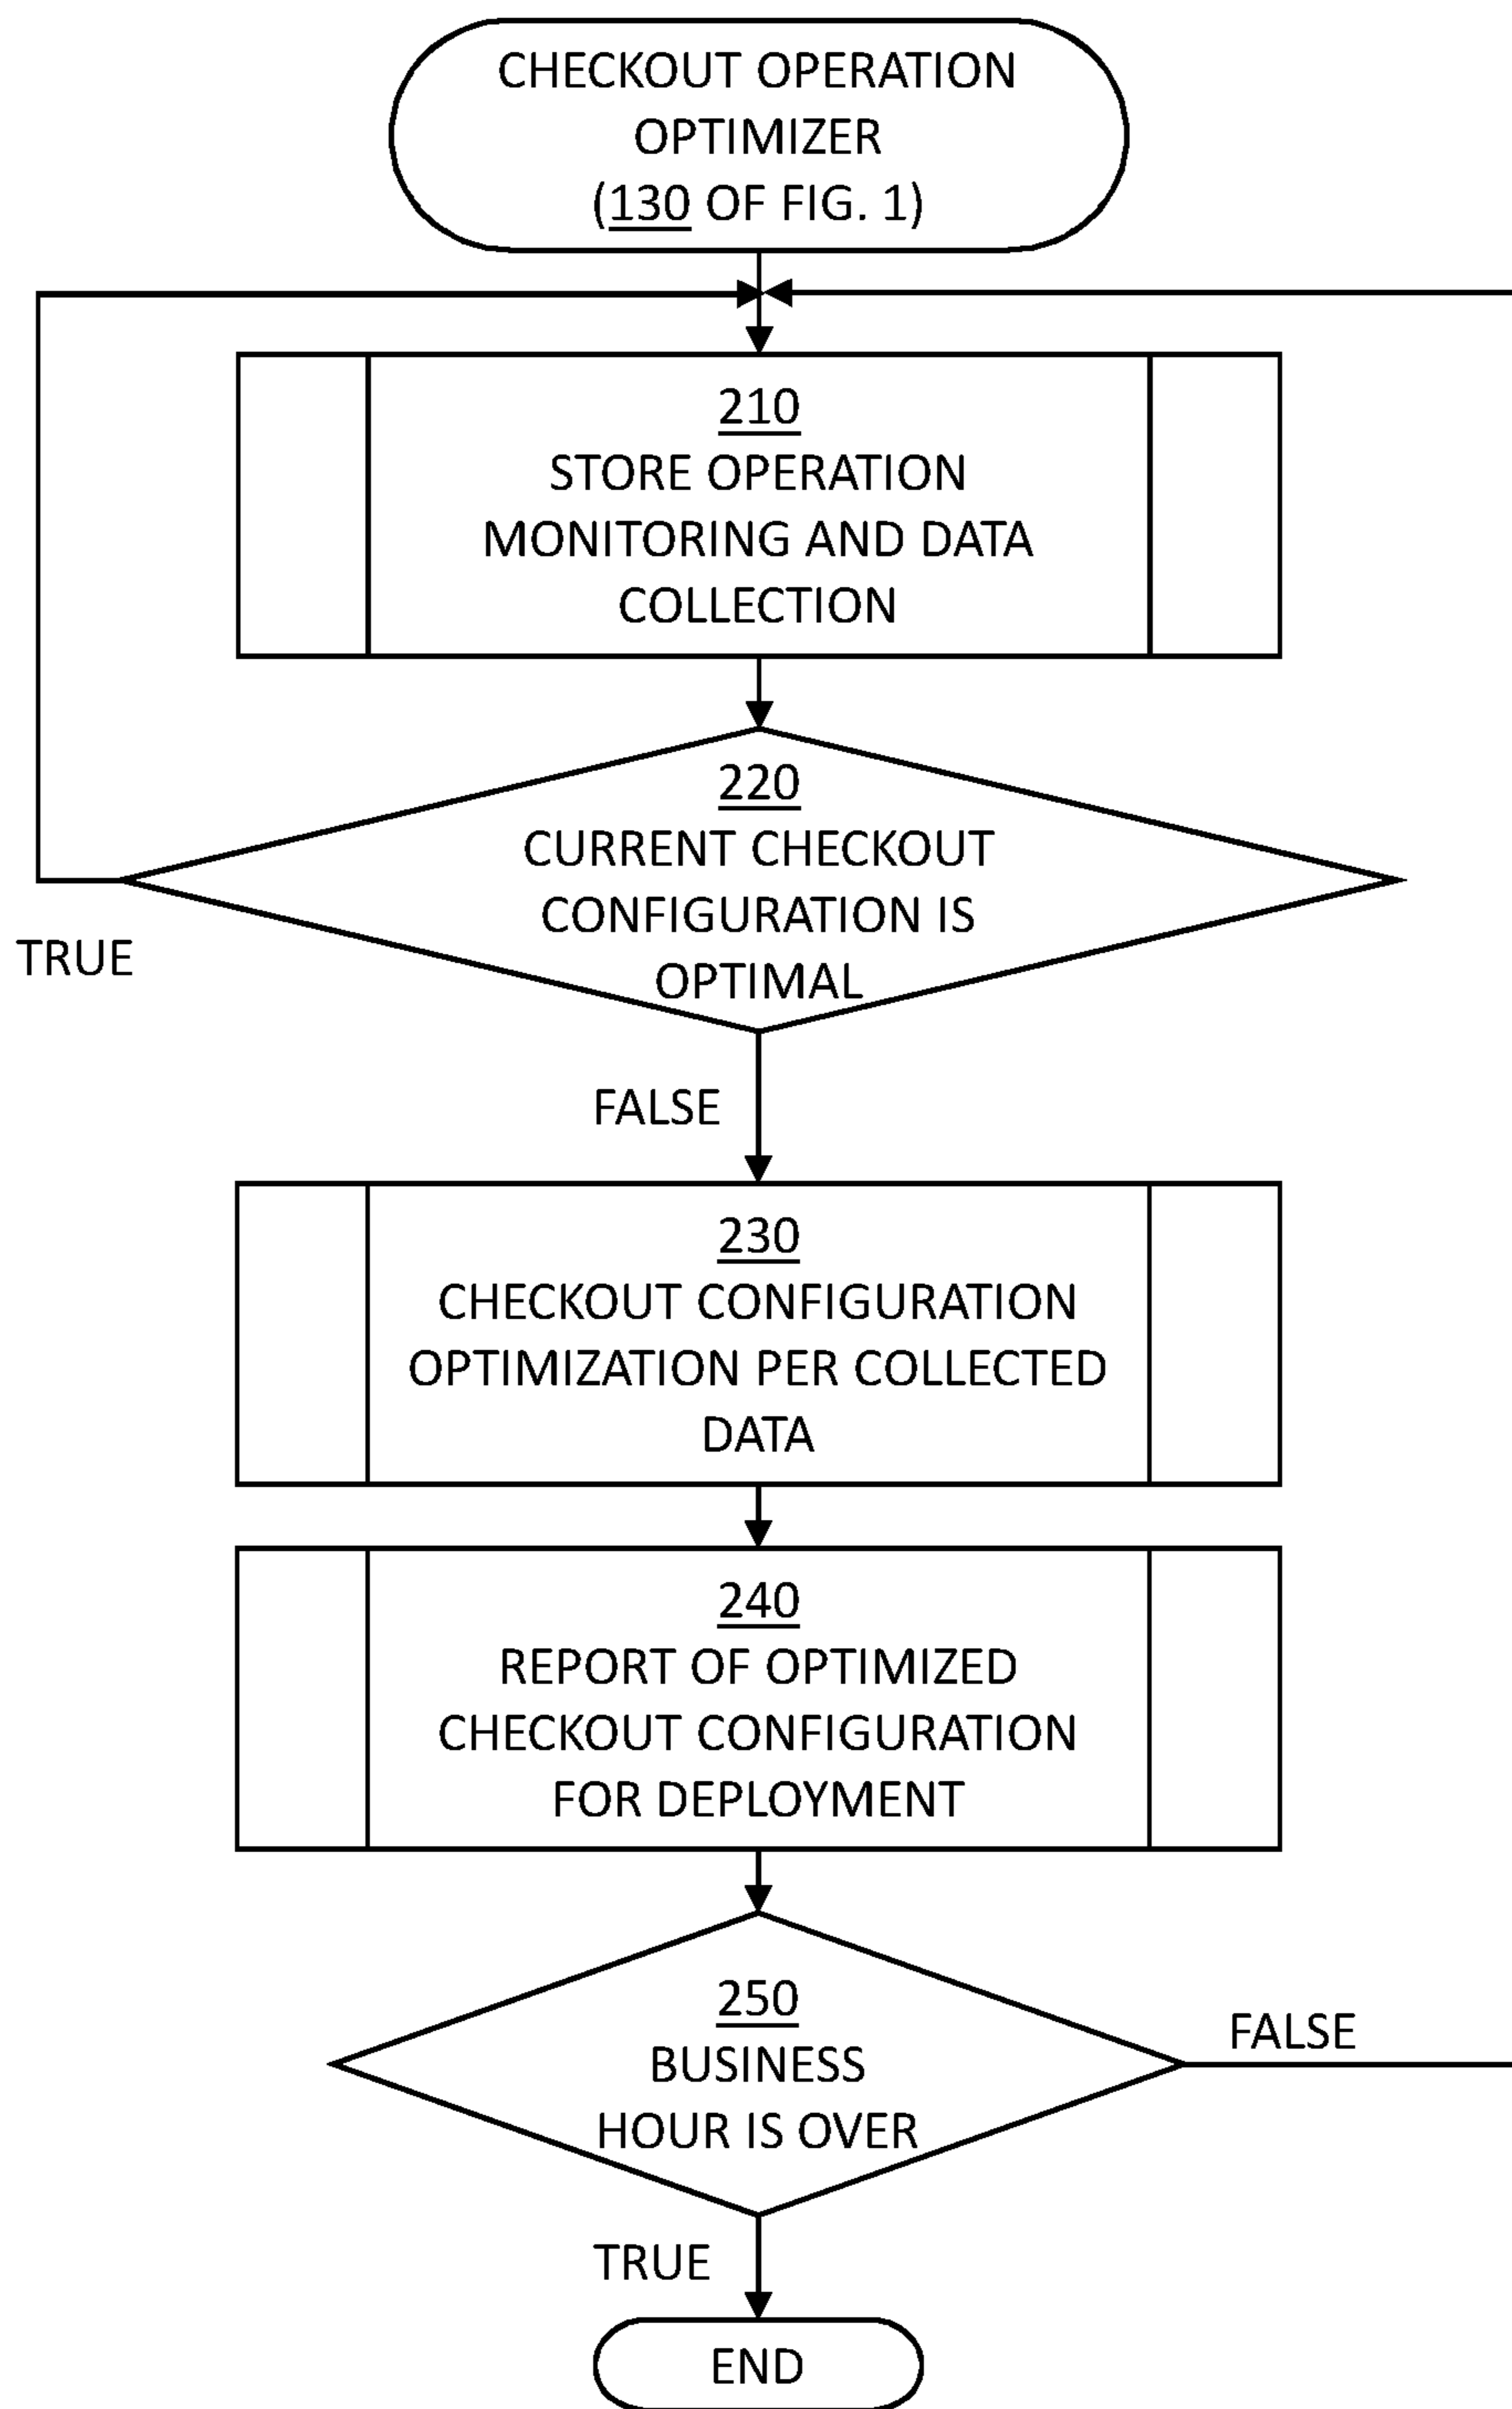 CHECKOUT OPERATION
OPTIMIZER
(130 OF FIG. 1)
210
STORE OPERATION
MONITORING AND DATA
COLLECTION
220
CURRENT CHECKOUT
CONFIGURATION IS
OPTIMAL
TRUE
FALSE
230
CHECKOUT CONFIGURATION
OPTIMIZATION PER COLLECTED
DATA
240
REPORT OF OPTIMIZED
CHECKOUT CONFIGURATION
FOR DEPLOYMENT
250
BUSINESS
HOUR IS OVER
FALSE
TRUE
END